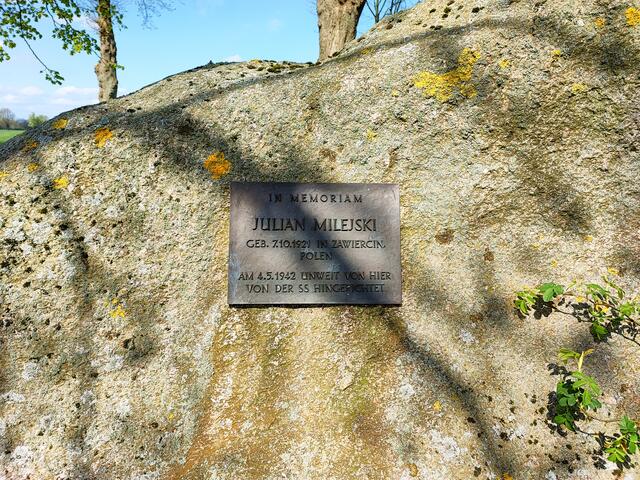 IN MEMORIAM
JULIAN MILEJSKI
GEB. 7.10.1921 IN ZAWIERCIN,
POLEN
AM 4.5.1942 UNWEIT VON HIER
VON DER SS HINGERICHTET